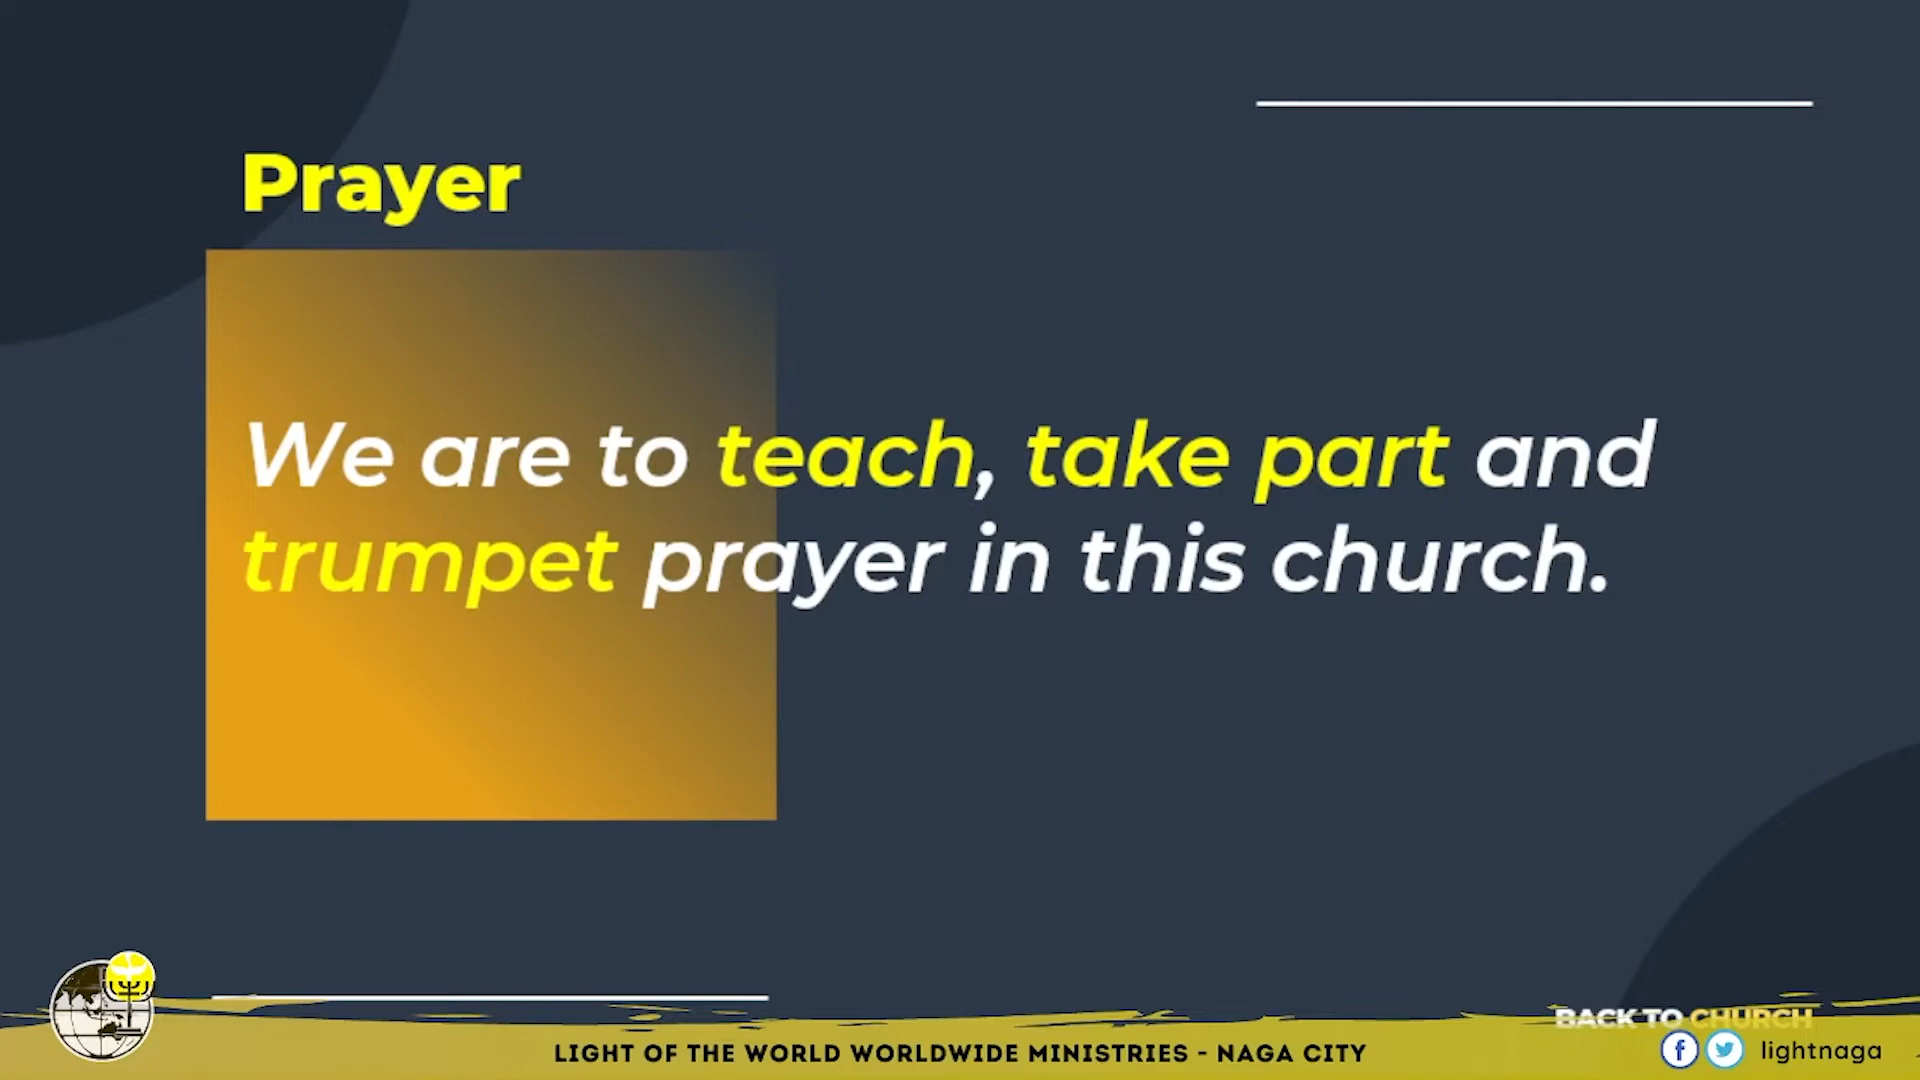 Prayer
We are to teach, take part and
trumpet prayer in this church.
BACK TO CHURCH
LIGHT OF THE WORLD WORLDWIDE MINISTRIES - NAGA CITY
lightnaga